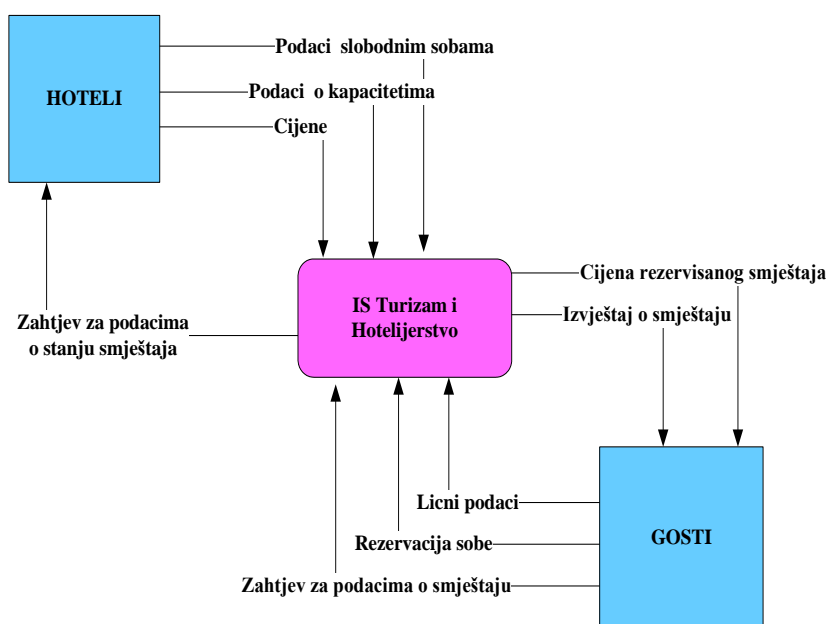 Podaci slobodnim sobama
HOTELI
Podaci o kapacitetima
Cijene
Cijena rezervisanog smještaja
IS Turizam i
Hotelijerstvo
Izvještaj o smještaju
Zahtjev za podacima
o stanju smještaja
Licni podaci
GOSTI
Rezervacija sobe
Zahtjev za podacima o smještaju